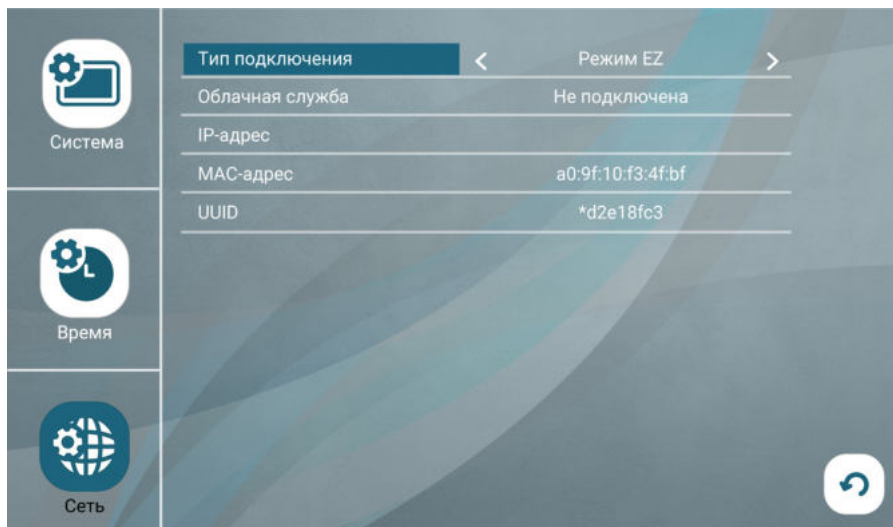 Система
Время
Сеть
Тип подключения < Режим EZ >
Облачная служба Не подключена
IP-адрес
MAC-адрес a0:9f:10:f3:4f:bf
UUID *d2e18fc3